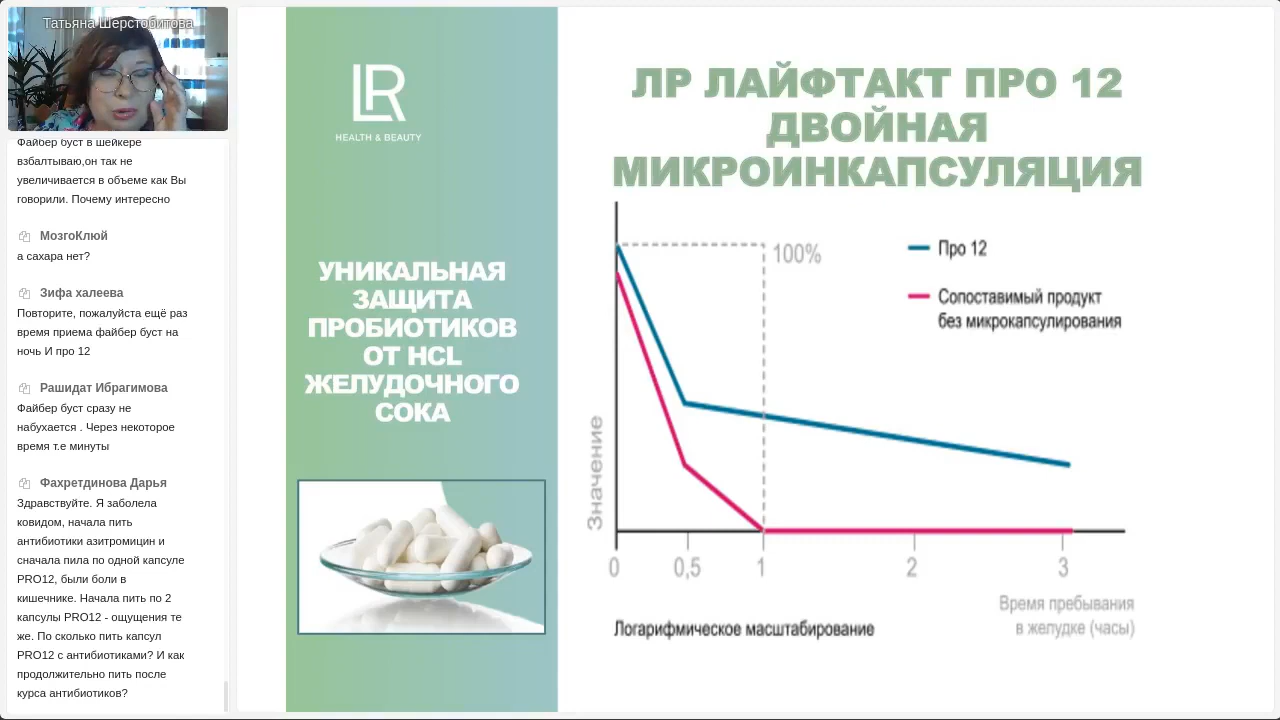 Татьяна Шерстобитова
Файбер буст в шейкере
взбалтываю,он так не
увеличивается в объеме как Вы
говорили. Почему интересно
МозгоКлюй
а сахара нет?
Зифа халеева
Повторите, пожалуйста ещё раз
время приема файбер буст на
ночь И про 12
Рашидат Ибрагимова
Файбер буст сразу не
набухается . Через некоторое
время т.е минуты
Фахретдинова Дарья
Здравствуйте. Я заболела
ковидом, начала пить
антибиотики азитромицин и
сначала пила по одной капсуле
PRO12, были боли в
кишечнике. Начала пить по 2
капсулы PRO12 - ощущения те
же. По сколько пить капсул
PRO12 с антибиотиками? И как
продолжительно пить после
курса антибиотиков?
LR
HEALTH & BEAUTY
УНИКАЛЬНАЯ
ЗАЩИТА
ПРОБИОТИКОВ
ОТ HCL
ЖЕЛУДОЧНОГО
СОКА
ЛР ЛАЙФТАКТ ПРО 12
ДВОЙНАЯ
МИКРОИНКАПСУЛЯЦИЯ
100%
Про 12
Сопоставимый продукт
без микрокапсулирования
Значение
0 0,5 1 2 3
Время пребывания
в желудке (часы)
Логарифмическое масштабирование